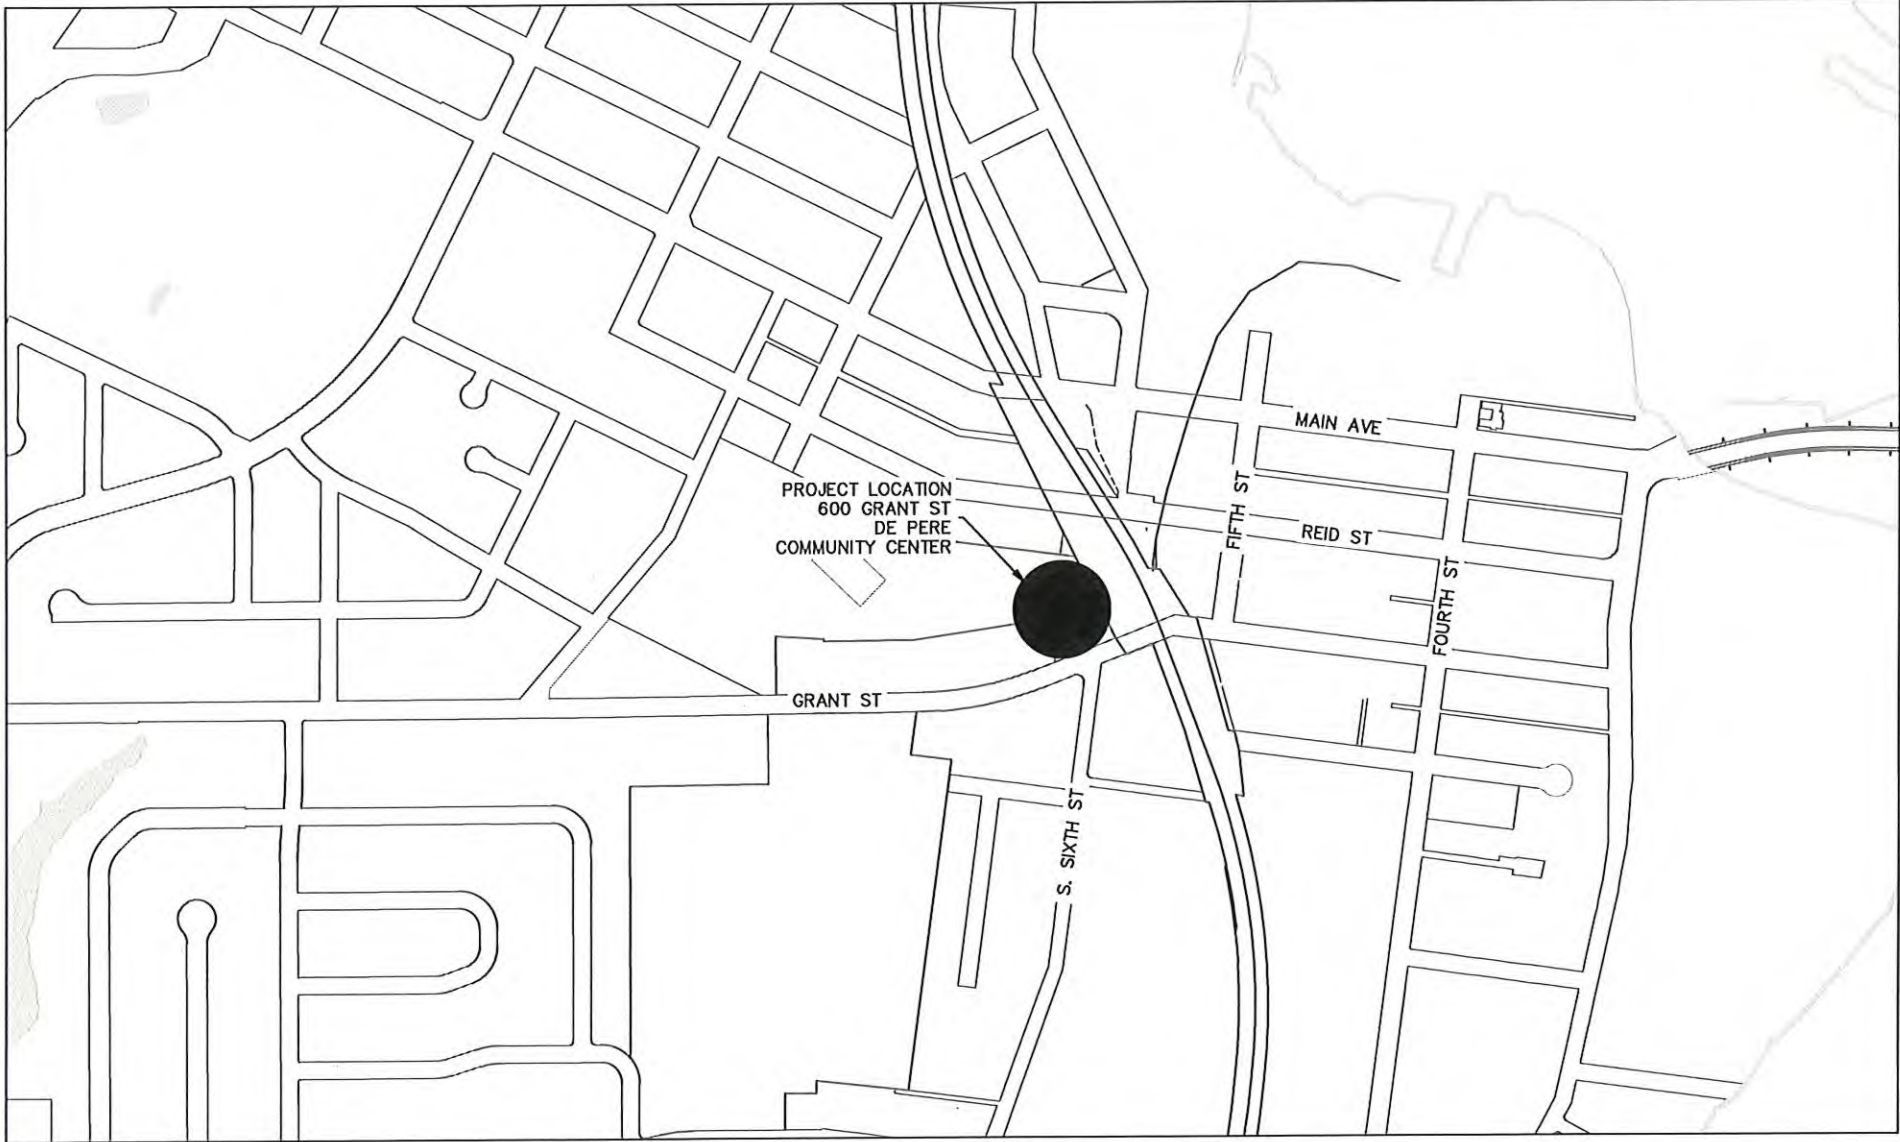 MAIN AVE
PROJECT LOCATION
600 GRANT ST
DE PERE
COMMUNITY CENTER
FIFTH ST
REID ST
FOURTH ST
GRANT ST
S. SIXTH ST